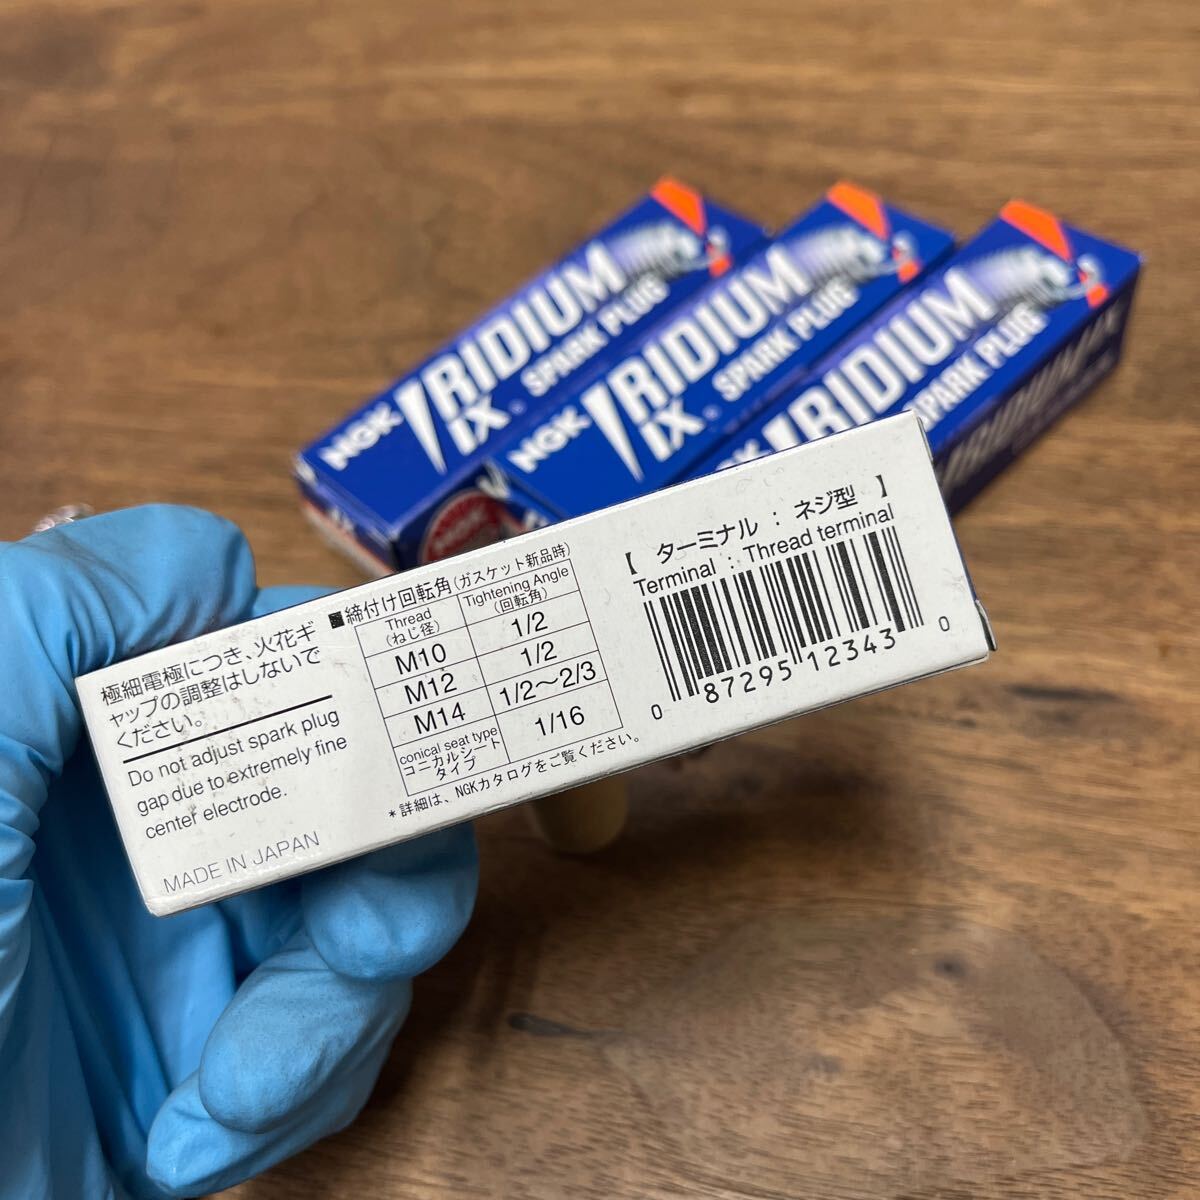 NGK IRIDIUM IX® SPARK PLUG
NGK IRIDIUM IX® SPARK PLUG
IRIDIUM SPARK PLUG
極細電極につき、火花ギ
ャップの調整はしないで
ください。
Do not adjust spark plug
gap due to extremely fine
center electrode.
MADE IN JAPAN
■締付け回転角(ガスケット新品時)
Thread (ねじ径) Tightening Angle (回転角)
M10 1/2
M12 1/2
M14 1/2〜2/3
conical seat type コニカルシートタイプ 1/16
*詳細は、NGKカタログをご覧ください。
【 ターミナル : ネジ型 】
Terminal : Thread terminal
0 87295 12343 0